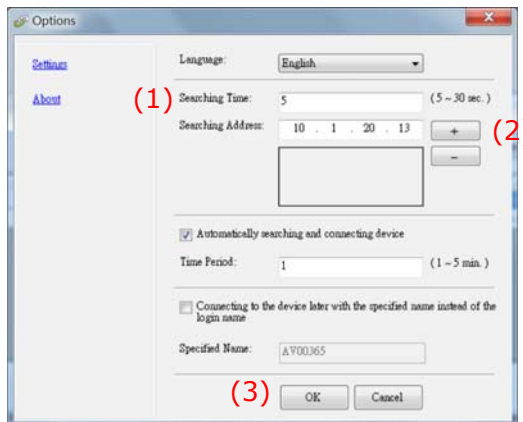 Options
Settings
About
Language:
English
(1) Searching Time:
5
(5 ~ 30 sec.)
Searching Address:
10 . 1 . 20 . 13
+
(2
-
Automatically searching and connecting device
Time Period:
1
(1 ~ 5 min.)
Connecting to the device later with the specified name instead of the
login name
Specified Name:
AV00365
(3)
OK
Cancel